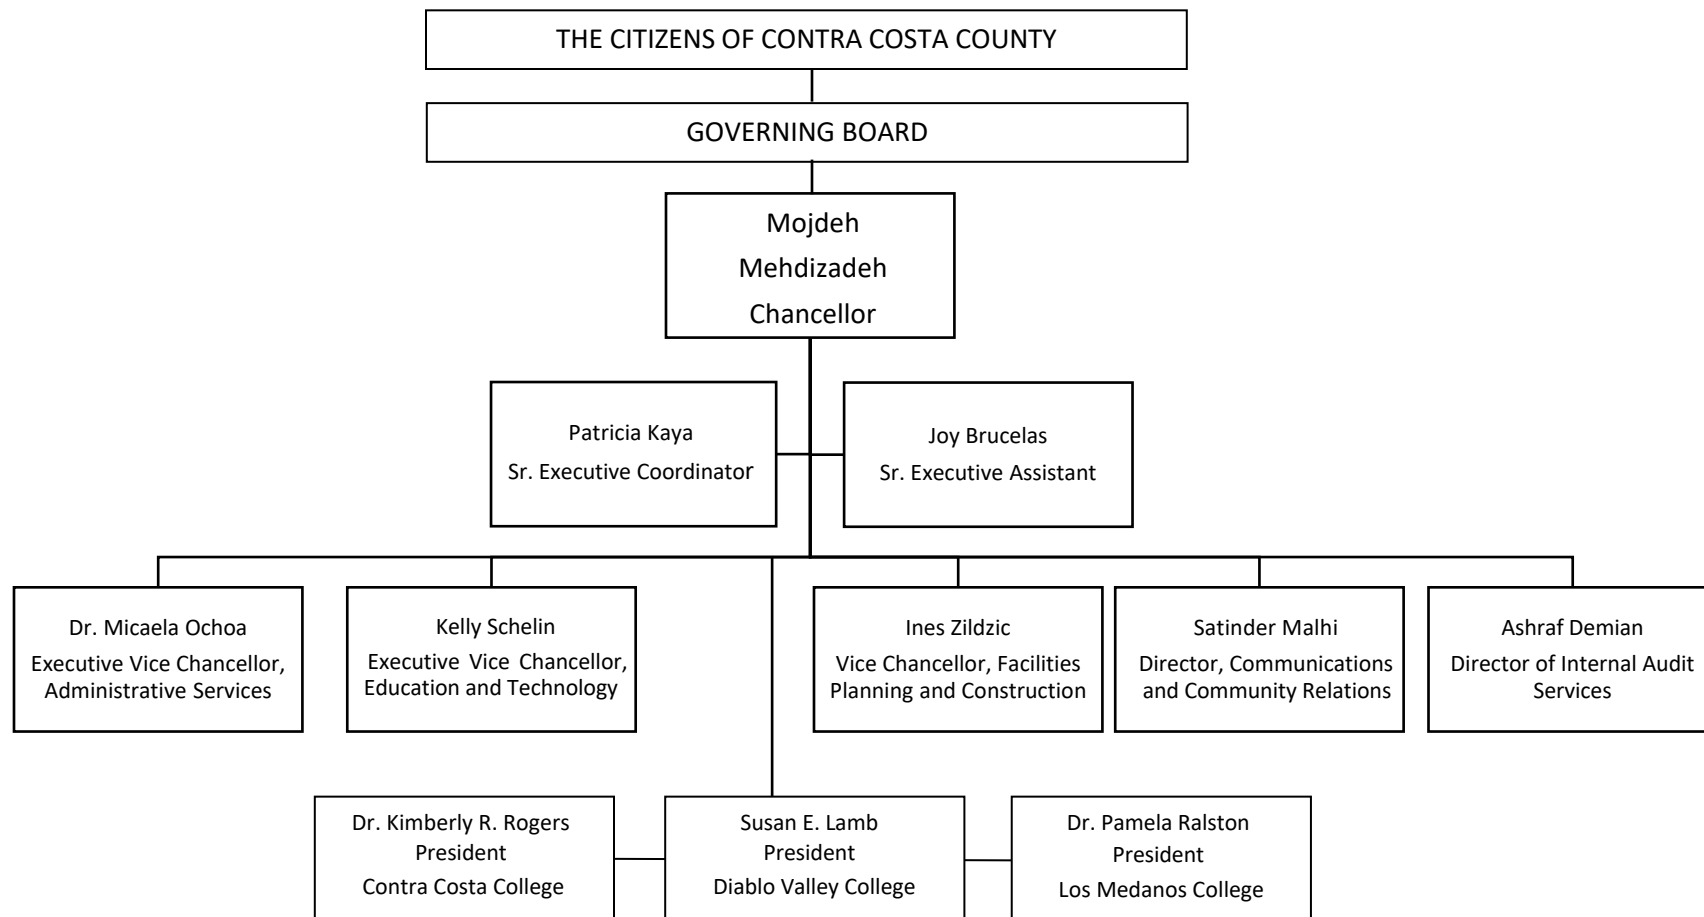 THE CITIZENS OF CONTRA COSTA COUNTY
GOVERNING BOARD
Mojdeh
Mehdizadeh
Chancellor
Patricia Kaya
Sr. Executive Coordinator
Joy Brucelas
Sr. Executive Assistant
Dr. Micaela Ochoa
Executive Vice Chancellor,
Administrative Services
Kelly Schelin
Executive Vice Chancellor,
Education and Technology
Ines Zildzic
Vice Chancellor, Facilities
Planning and Construction
Satinder Malhi
Director, Communications
and Community Relations
Ashraf Demian
Director of Internal Audit
Services
Dr. Kimberly R. Rogers
President
Contra Costa College
Susan E. Lamb
President
Diablo Valley College
Dr. Pamela Ralston
President
Los Medanos College